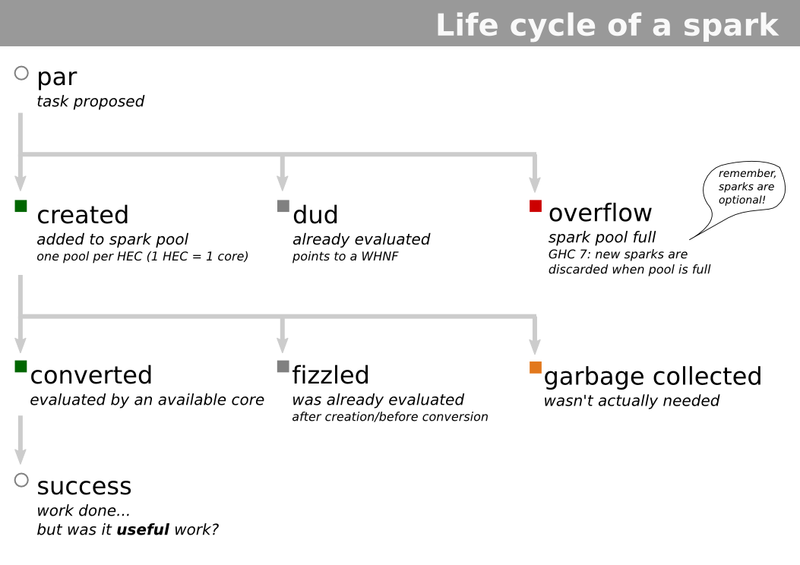 Life cycle of a spark
par
task proposed
created
added to spark pool
one pool per HEC (1 HEC = 1 core)
dud
already evaluated
points to a WHNF
overflow
spark pool full
GHC 7: new sparks are
discarded when pool is full
remember,
sparks are
optional!
converted
evaluated by an available core
fizzled
was already evaluated
after creation/before conversion
garbage collected
wasn't actually needed
success
work done...
but was it useful work?